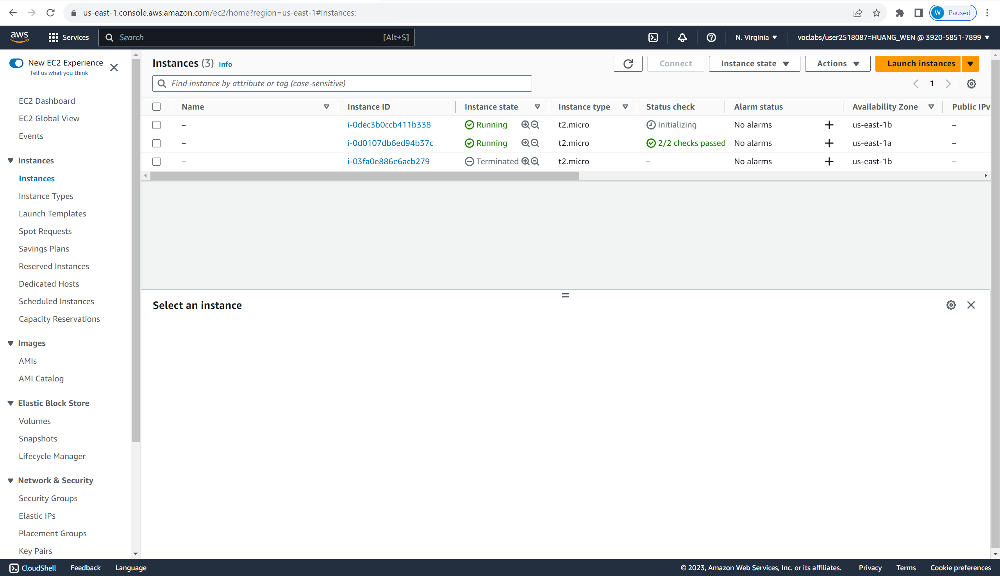 us-east-1.console.aws.amazon.com/ec2/home?region=us-east-1#Instances:
W Paused
aws Services Search [Alt+S] N. Virginia voclabs/user2518087=HUANG_WEN @ 3920-5851-7899
New EC2 Experience
Tell us what you think
EC2 Dashboard
EC2 Global View
Events
Instances
Instances
Instance Types
Launch Templates
Spot Requests
Savings Plans
Reserved Instances
Dedicated Hosts
Scheduled Instances
Capacity Reservations
Images
AMIs
AMI Catalog
Elastic Block Store
Volumes
Snapshots
Lifecycle Manager
Network & Security
Security Groups
Elastic IPs
Placement Groups
Key Pairs
Instances (3) Info Connect Instance state Actions Launch instances
Find instance by attribute or tag (case-sensitive) 1
Name Instance ID Instance state Instance type Status check Alarm status Availability Zone Public IPv
– i-0dec3b0ccb411b338 Running t2.micro Initializing No alarms + us-east-1b –
– i-0d0107db6ed94b37c Running t2.micro 2/2 checks passed No alarms + us-east-1a –
– i-03fa0e886e6acb279 Terminated t2.micro – No alarms + us-east-1b –
Select an instance
CloudShell Feedback Language © 2023, Amazon Web Services, Inc. or its affiliates. Privacy Terms Cookie preferences